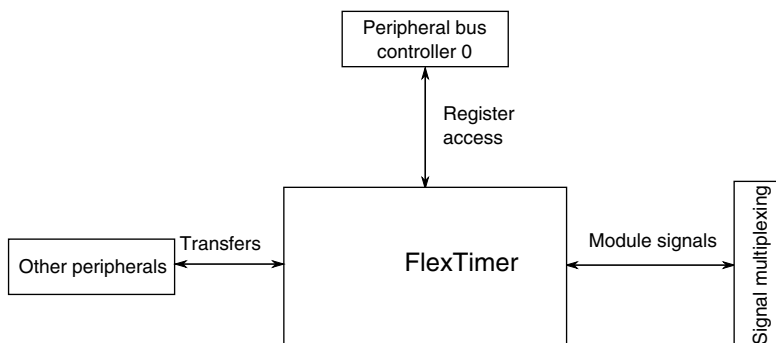 Peripheral bus
controller 0
Register
access
Transfers
Other peripherals
FlexTimer
Module signals
Signal multiplexing